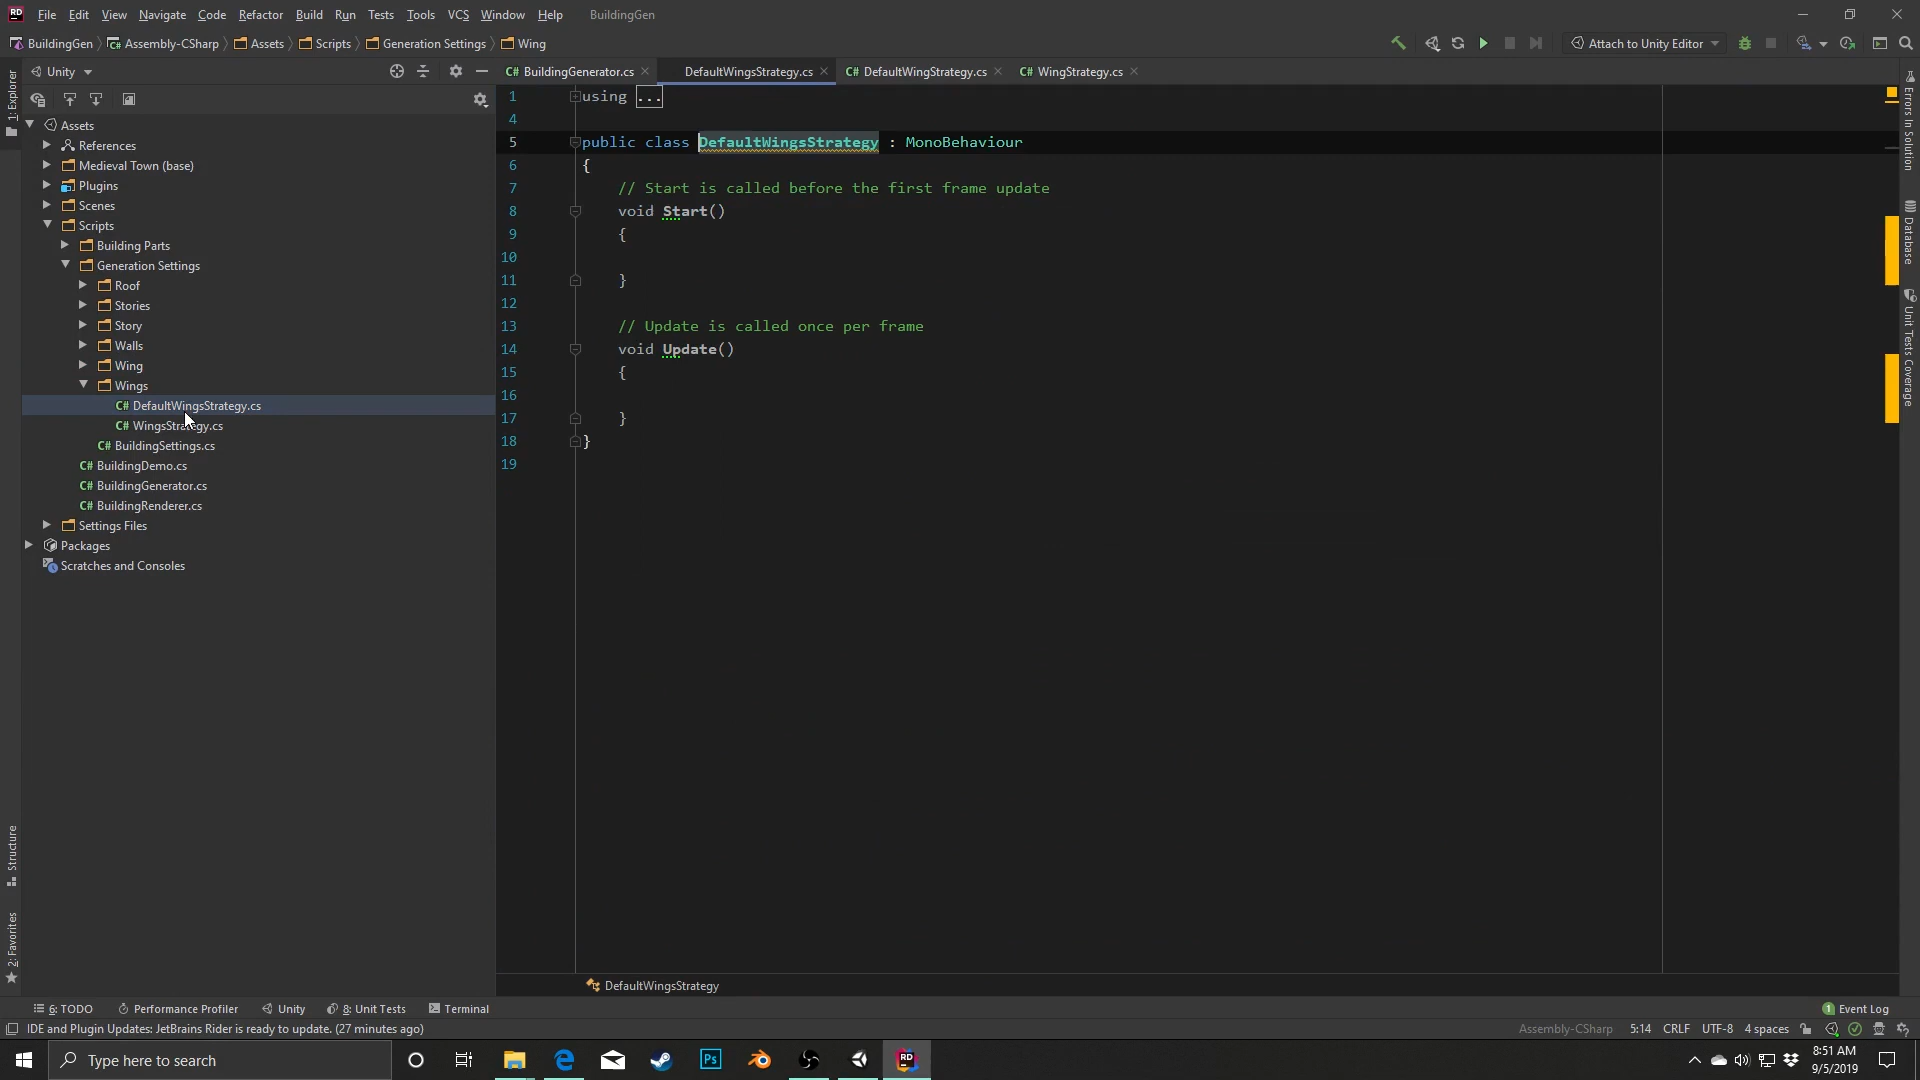 RD File Edit View Navigate Code Refactor Build Run Tests Tools VCS Window Help BuildingGen
BuildingGen Assembly-CSharp Assets Scripts Generation Settings Wing
Attach to Unity Editor
1: Explorer
Unity
C# BuildingGenerator.cs
DefaultWingsStrategy.cs
C# DefaultWingStrategy.cs
C# WingStrategy.cs
Assets
References
Medieval Town (base)
Plugins
Scenes
Scripts
Building Parts
Generation Settings
Roof
Stories
Story
Walls
Wing
Wings
C# DefaultWingsStrategy.cs
C# WingsStrategy.cs
C# BuildingSettings.cs
C# BuildingDemo.cs
C# BuildingGenerator.cs
C# BuildingRenderer.cs
Settings Files
Packages
Scratches and Consoles
Structure
2: Favorites
1 using ...
4
5 public class DefaultWingsStrategy : MonoBehaviour
6 {
7 // Start is called before the first frame update
8 void Start()
9 {
10
11 }
12
13 // Update is called once per frame
14 void Update()
15 {
16
17 }
18 }
19
Errors In Solution
Database
Unit Tests Coverage
DefaultWingsStrategy
6: TODO Performance Profiler Unity 8: Unit Tests Terminal
1 Event Log
IDE and Plugin Updates: JetBrains Rider is ready to update. (27 minutes ago)
Assembly-CSharp 5:14 CRLF UTF-8 4 spaces
Type here to search
Ps
RD
8:51 AM
9/5/2019